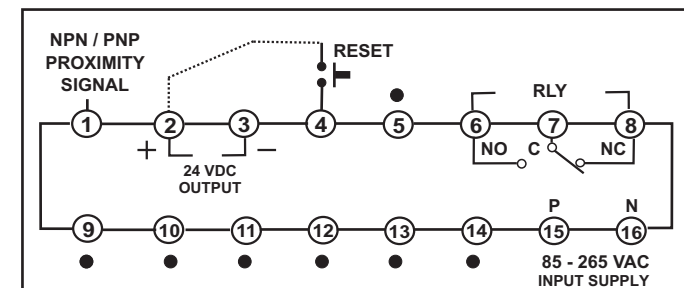 NPN / PNP
PROXIMITY
SIGNAL
RESET
RLY
1 2 3 4 5 6 7 8
+ −
24 VDC
OUTPUT
NO C NC
P N
9 10 11 12 13 14 15 16
85 - 265 VAC
INPUT SUPPLY